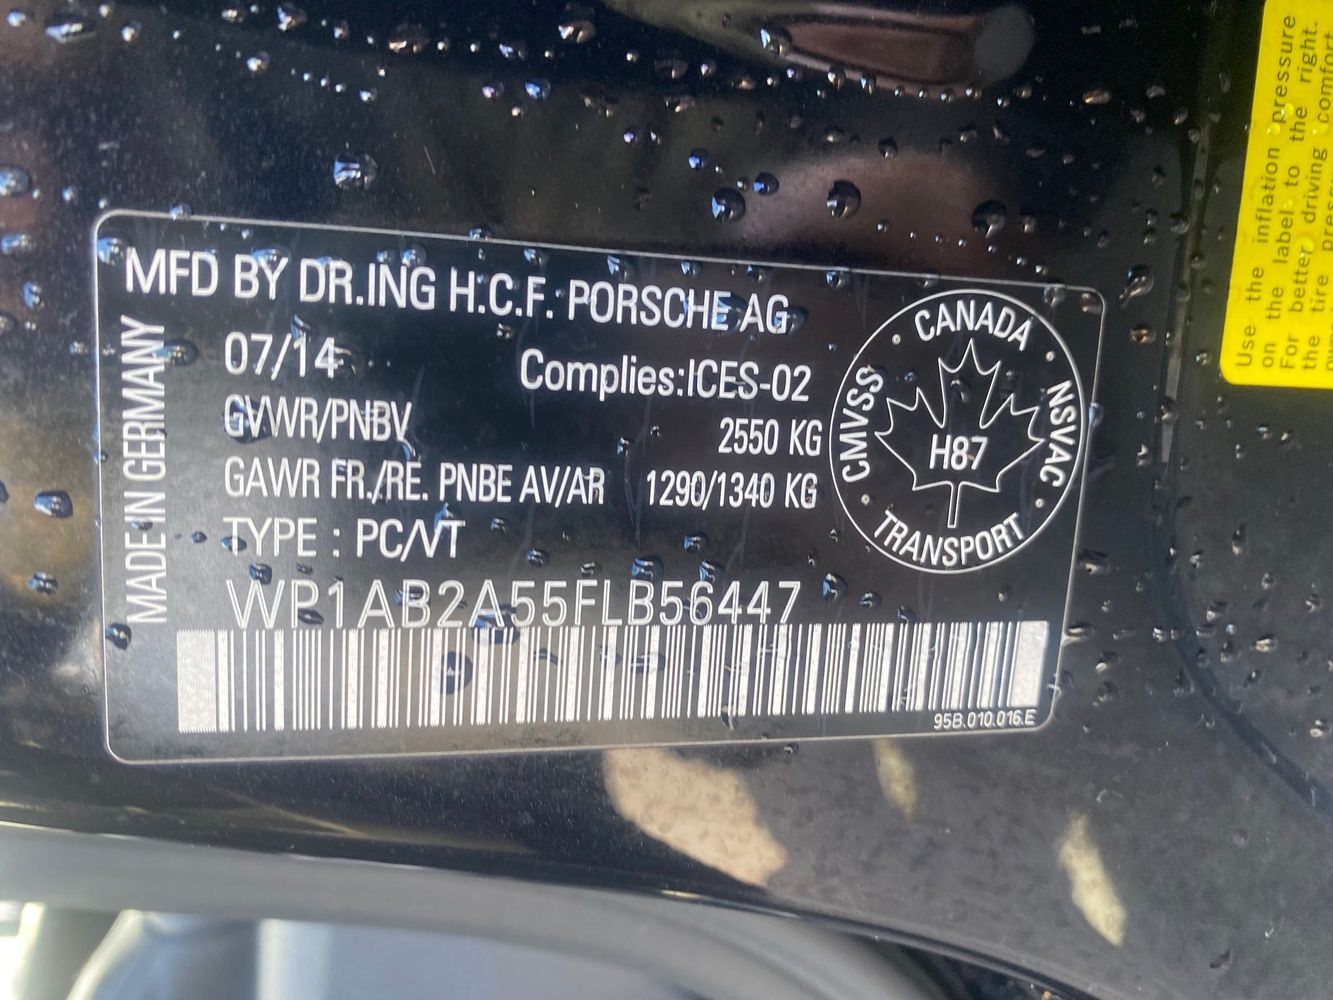 MFD BY DR.ING H.C.F. PORSCHE AG
MADE IN GERMANY
07/14
Complies:ICES-02
GVWR/PNBV 2550 KG
GAWR FR./RE. PNBE AV/AR 1290/1340 KG
TYPE : PC/VT
WP1AB2A55FLB56447
95B.010.016.E
CANADA
CMVSS
NSVAC
H87
TRANSPORT
Use the inflation pressure
on the label to the right.
For better driving comfort
the tire